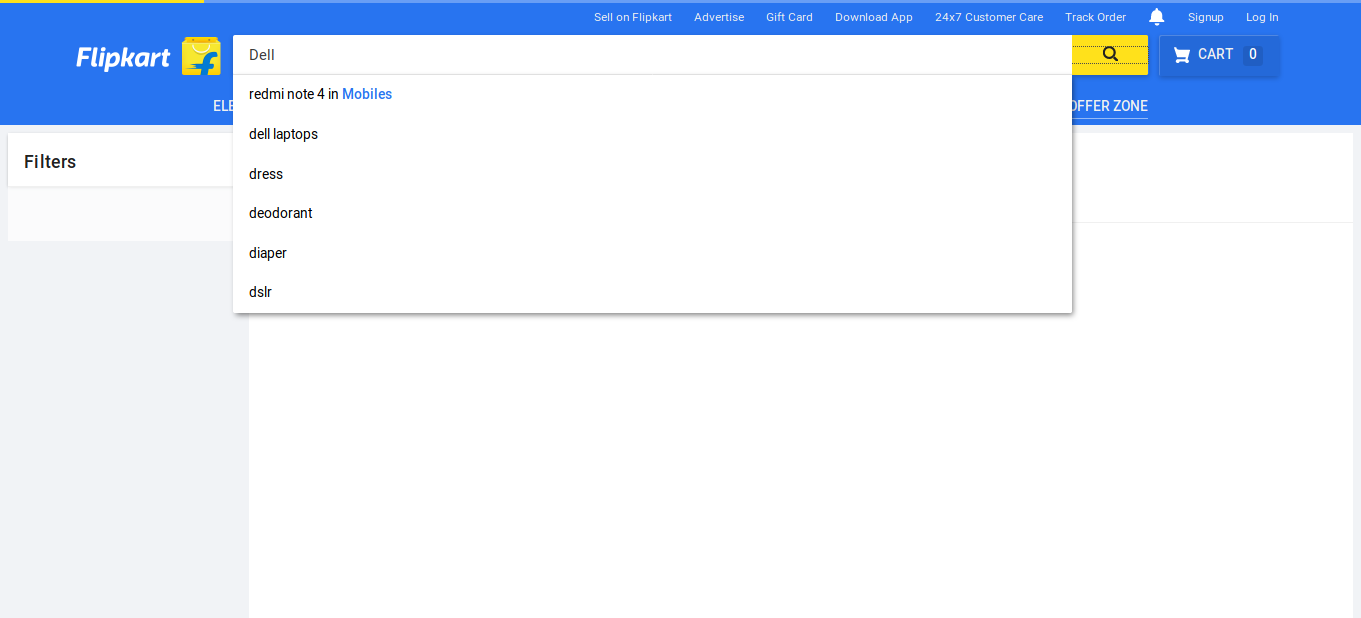 Sell on Flipkart Advertise Gift Card Download App 24x7 Customer Care Track Order Signup Log In
Flipkart Dell CART 0
ELE OFFER ZONE
redmi note 4 in Mobiles
dell laptops
Filters
dress
deodorant
diaper
dslr